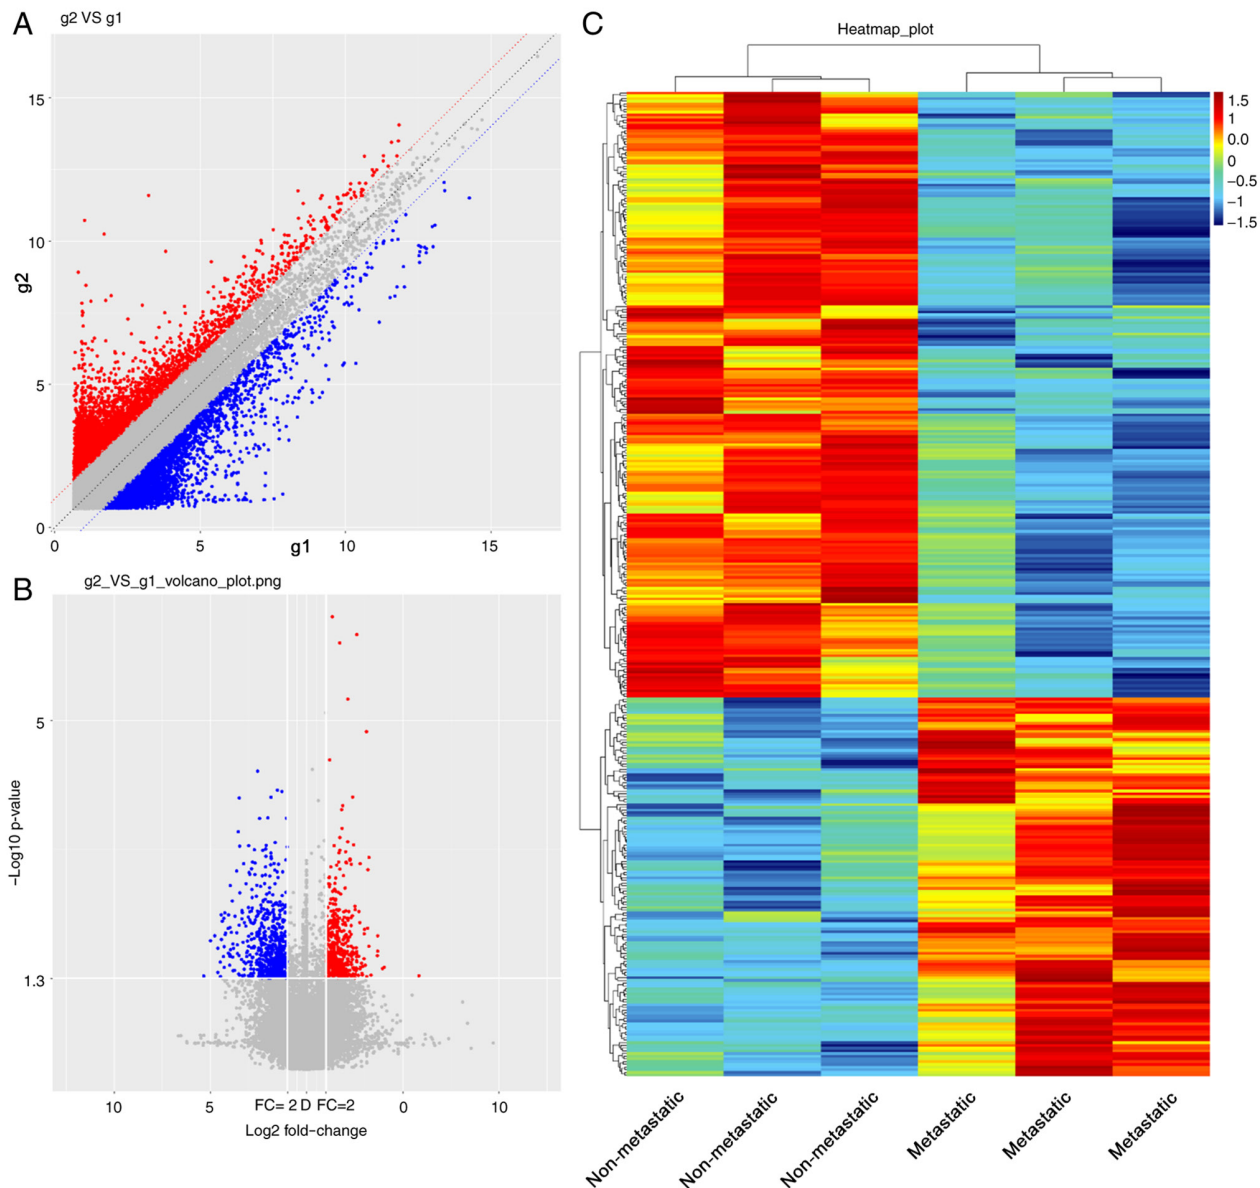 A
g2 VS g1
15
10
5
0
g2
0
5
10
15
g1
B
g2_VS_g1_volcano_plot.png
5
1.3
−Log10 p-value
10
5
FC= 2 D FC=2
0
10
Log2 fold−change
C
Heatmap_plot
1.5
1
0.0
0
−0.5
−1
−1.5
Non-metastatic
Non-metastatic
Non-metastatic
Metastatic
Metastatic
Metastatic